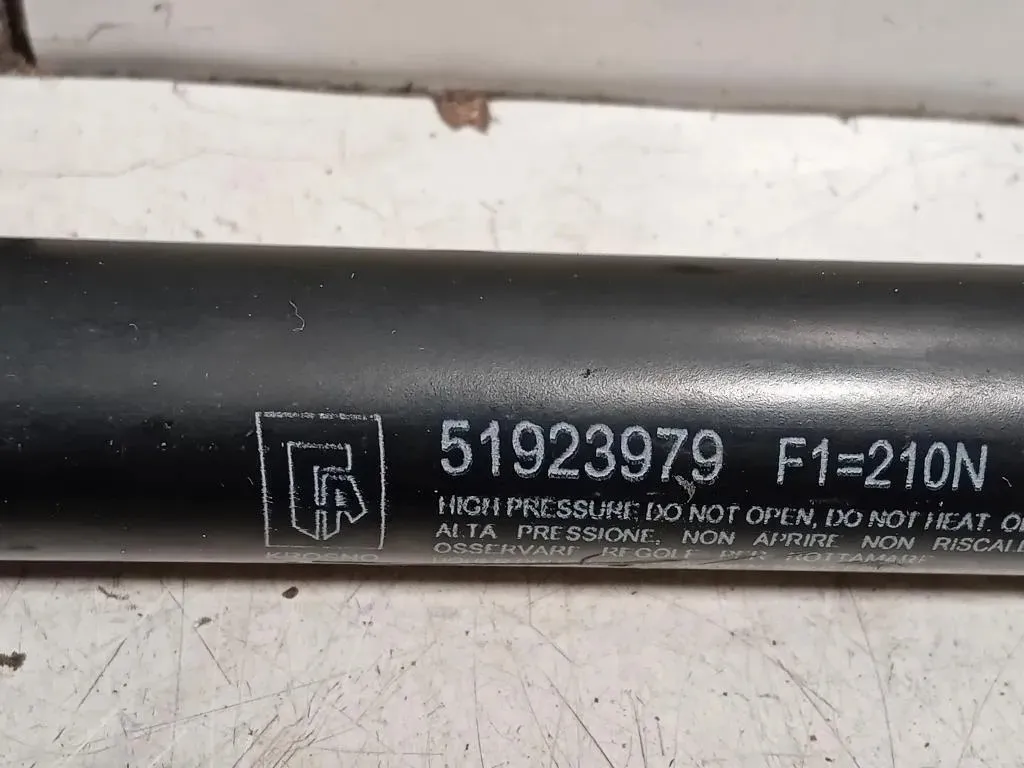 51923979 F1=210N
HIGH PRESSURE DO NOT OPEN, DO NOT HEAT.
ALTA PRESSIONE, NON APRIRE NON RISCALD
OSSERVARE REGOLE PER ROTTAMARE